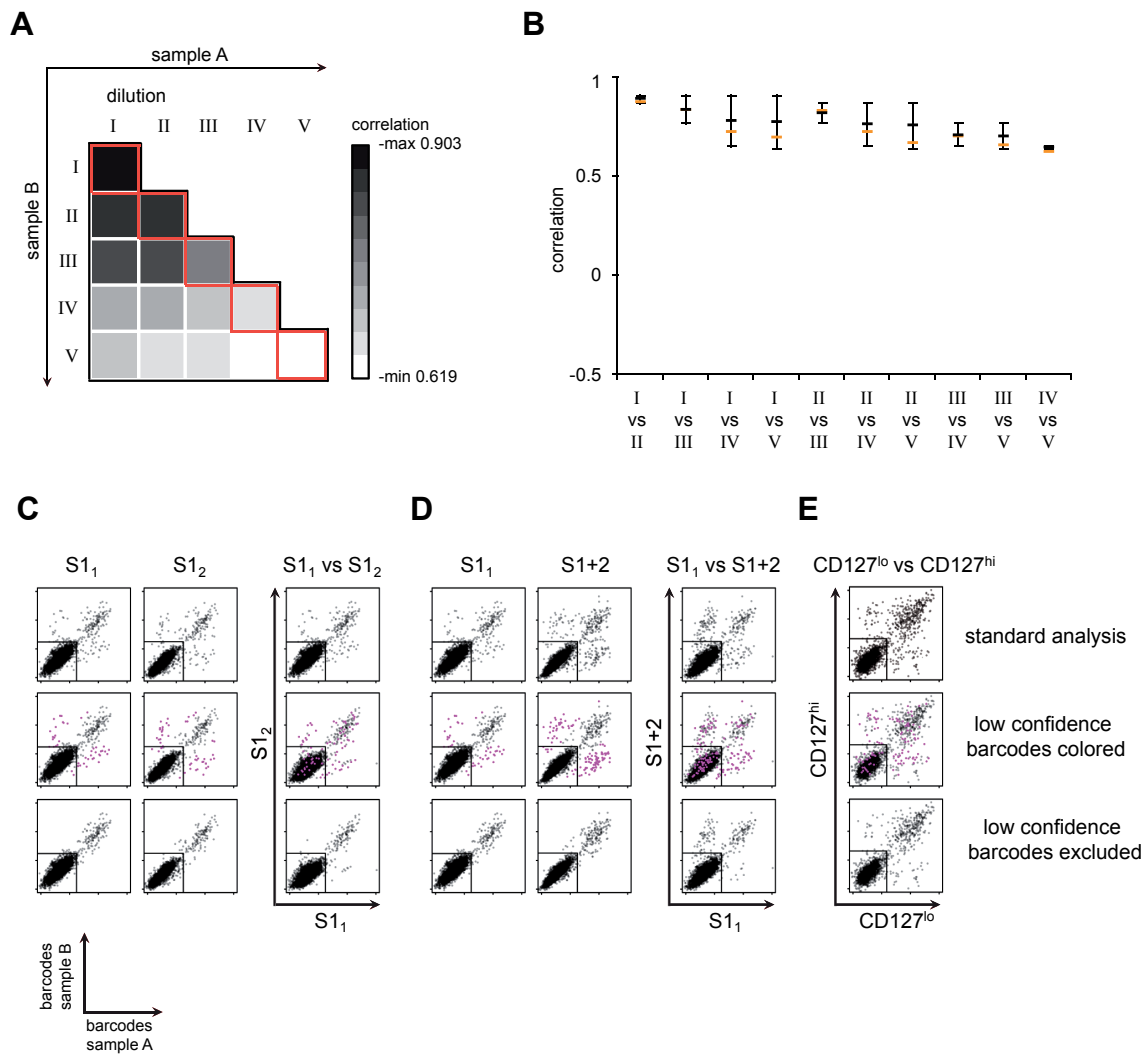 A
sample A
dilution
I II III IV V
sample B
I
II
III
IV
V
correlation
-max 0.903
-min 0.619
B
correlation
1
0.5
0
-0.5
I I I I II II II III III IV
vs vs vs vs vs vs vs vs vs vs
II III IV V III IV V IV V V
C
S1₁ S1₂ S1₁ vs S1₂
S1₂
S1₁
D
S1₁ S1+2 S1₁ vs S1+2
S1+2
S1₁
E
CD127ˡᵒ vs CD127ʰⁱ
CD127ʰⁱ
CD127ˡᵒ
standard analysis
low confidence
barcodes colored
low confidence
barcodes excluded
barcodes
sample B
barcodes
sample A